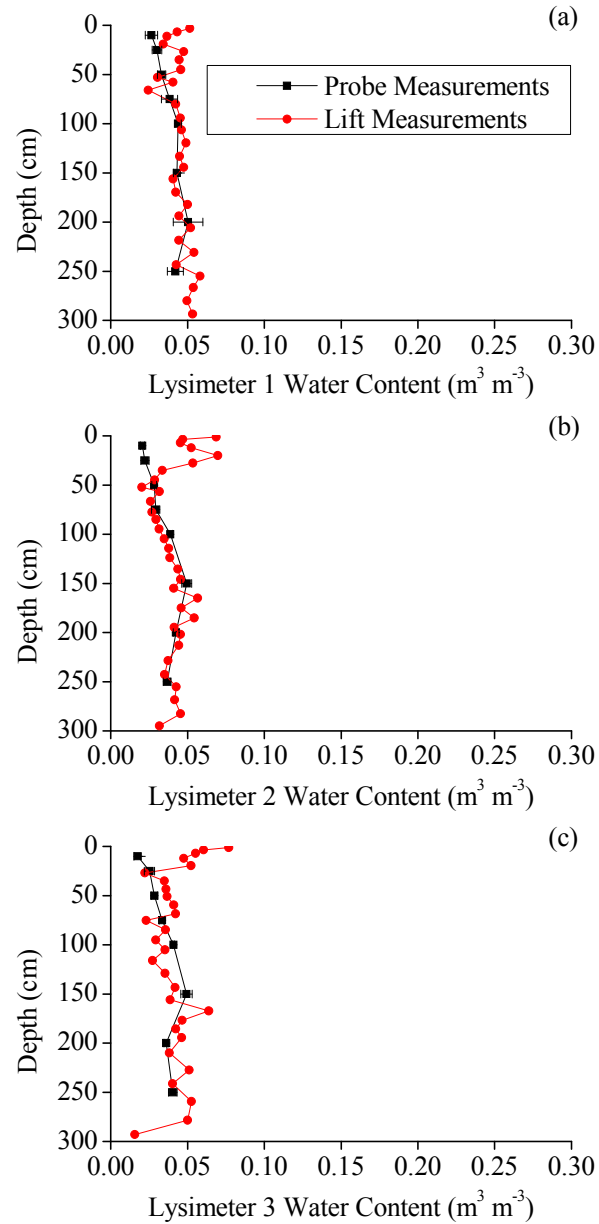 (a)
0
50
100
150
200
250
300
Depth (cm)
Probe Measurements
Lift Measurements
0.00 0.05 0.10 0.15 0.20 0.25 0.30
Lysimeter 1 Water Content (m³ m⁻³)
(b)
0
50
100
150
200
250
300
Depth (cm)
0.00 0.05 0.10 0.15 0.20 0.25 0.30
Lysimeter 2 Water Content (m³ m⁻³)
(c)
0
50
100
150
200
250
300
Depth (cm)
0.00 0.05 0.10 0.15 0.20 0.25 0.30
Lysimeter 3 Water Content (m³ m⁻³)